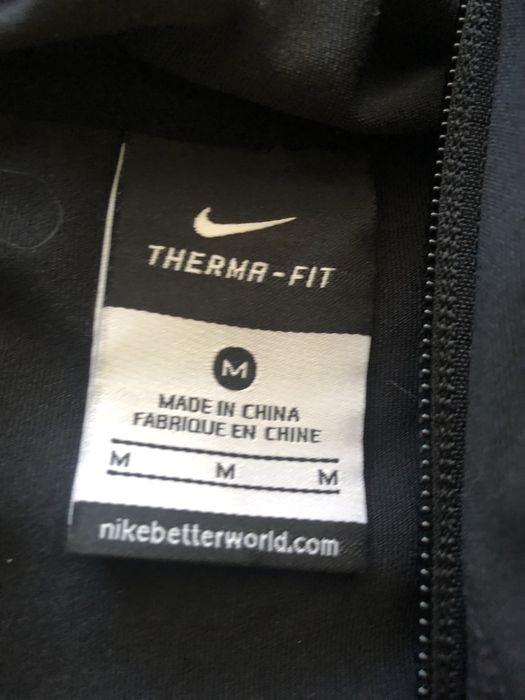 THERMA-FIT
M
MADE IN CHINA
FABRIQUE EN CHINE
M M M
nikebetterworld.com